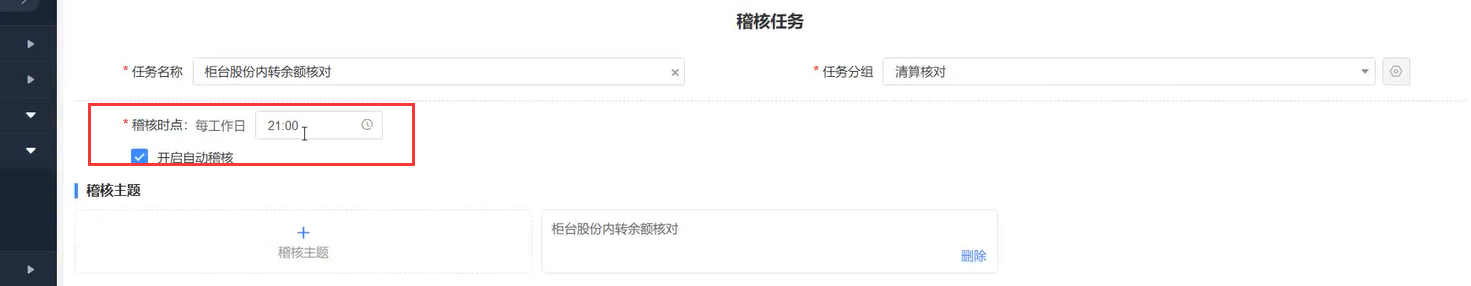 稽核任务
* 任务名称 柜台股份内转余额核对 × * 任务分组 清算核对
* 稽核时点: 每工作日 21:00
开启自动稽核
稽核主题
+ 柜台股份内转余额核对
稽核主题 删除